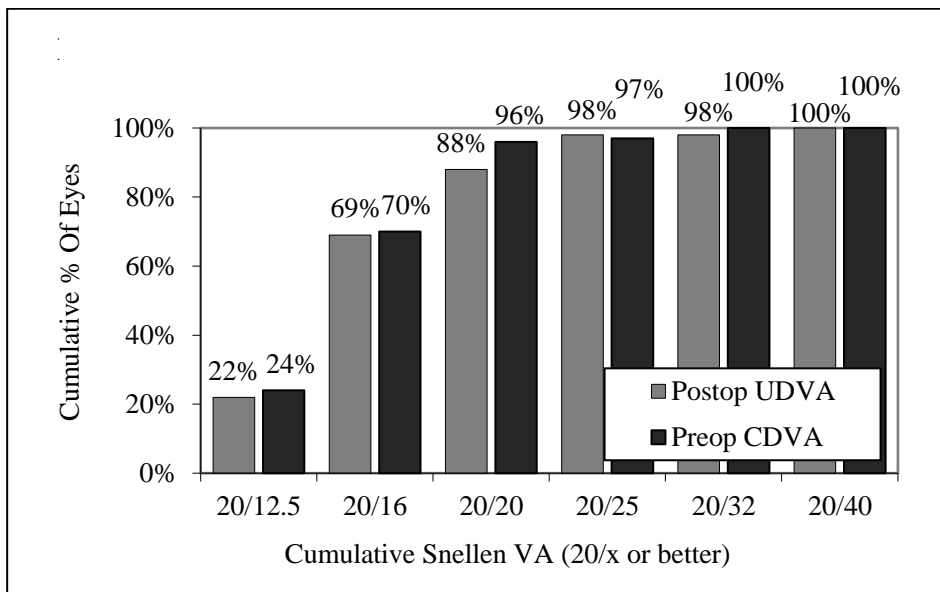 100% 100%
98% 97% 98% 100%
96%
88%
69% 70%
22% 24%
100%
80%
60%
40%
20%
0%
Cumulative % Of Eyes
Postop UDVA
Preop CDVA
20/12.5 20/16 20/20 20/25 20/32 20/40
Cumulative Snellen VA (20/x or better)